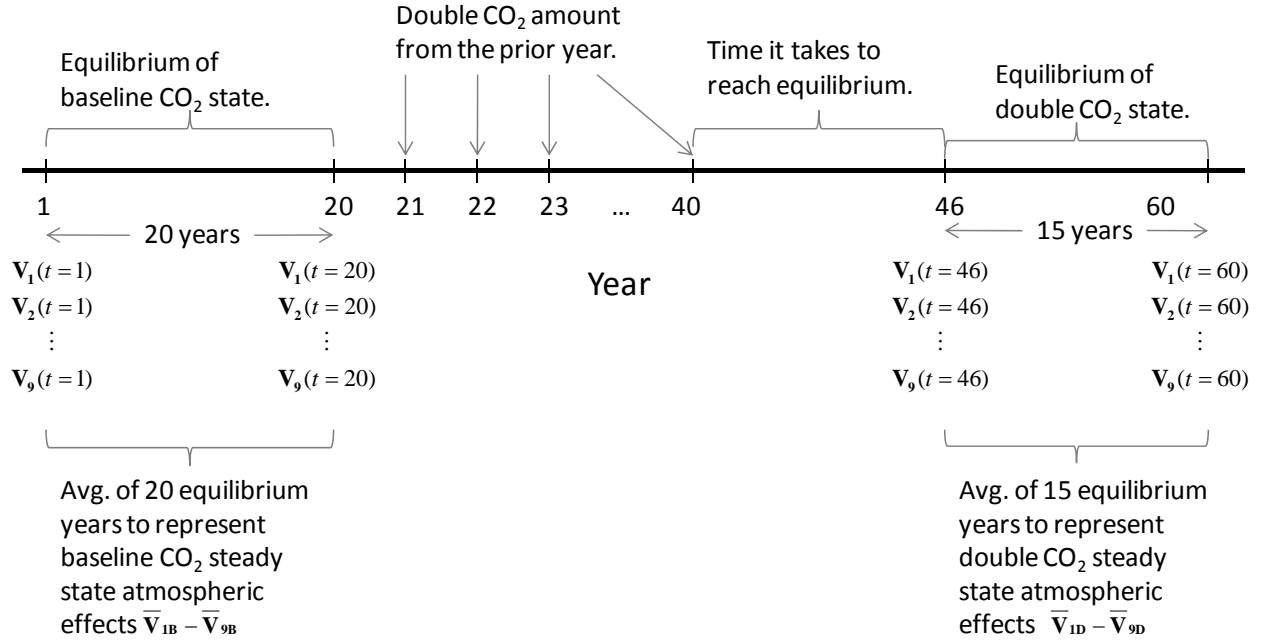 Double CO₂ amount
from the prior year.
Equilibrium of
baseline CO₂ state.
Time it takes to
reach equilibrium.
Equilibrium of
double CO₂ state.
1 20 21 22 23 ... 40 46 60
20 years
15 years
V₁(t = 1) V₁(t = 20) V₁(t = 46) V₁(t = 60)
V₂(t = 1) V₂(t = 20) V₂(t = 46) V₂(t = 60)
⋮ ⋮ ⋮ ⋮
V₉(t = 1) V₉(t = 20) V₉(t = 46) V₉(t = 60)
Year
Avg. of 20 equilibrium
years to represent
baseline CO₂ steady
state atmospheric
effects V̅₁B – V̅₉B
Avg. of 15 equilibrium
years to represent
double CO₂ steady
state atmospheric
effects V̅₁D – V̅₉D